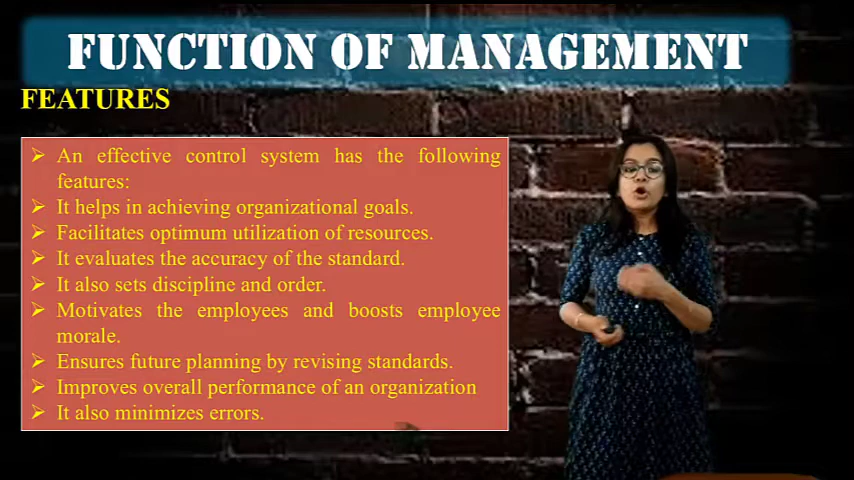 FUNCTION OF MANAGEMENT
FEATURES
An effective control system has the following
features:
It helps in achieving organizational goals.
Facilitates optimum utilization of resources.
It evaluates the accuracy of the standard.
It also sets discipline and order.
Motivates the employees and boosts employee
morale.
Ensures future planning by revising standards.
Improves overall performance of an organization
It also minimizes errors.